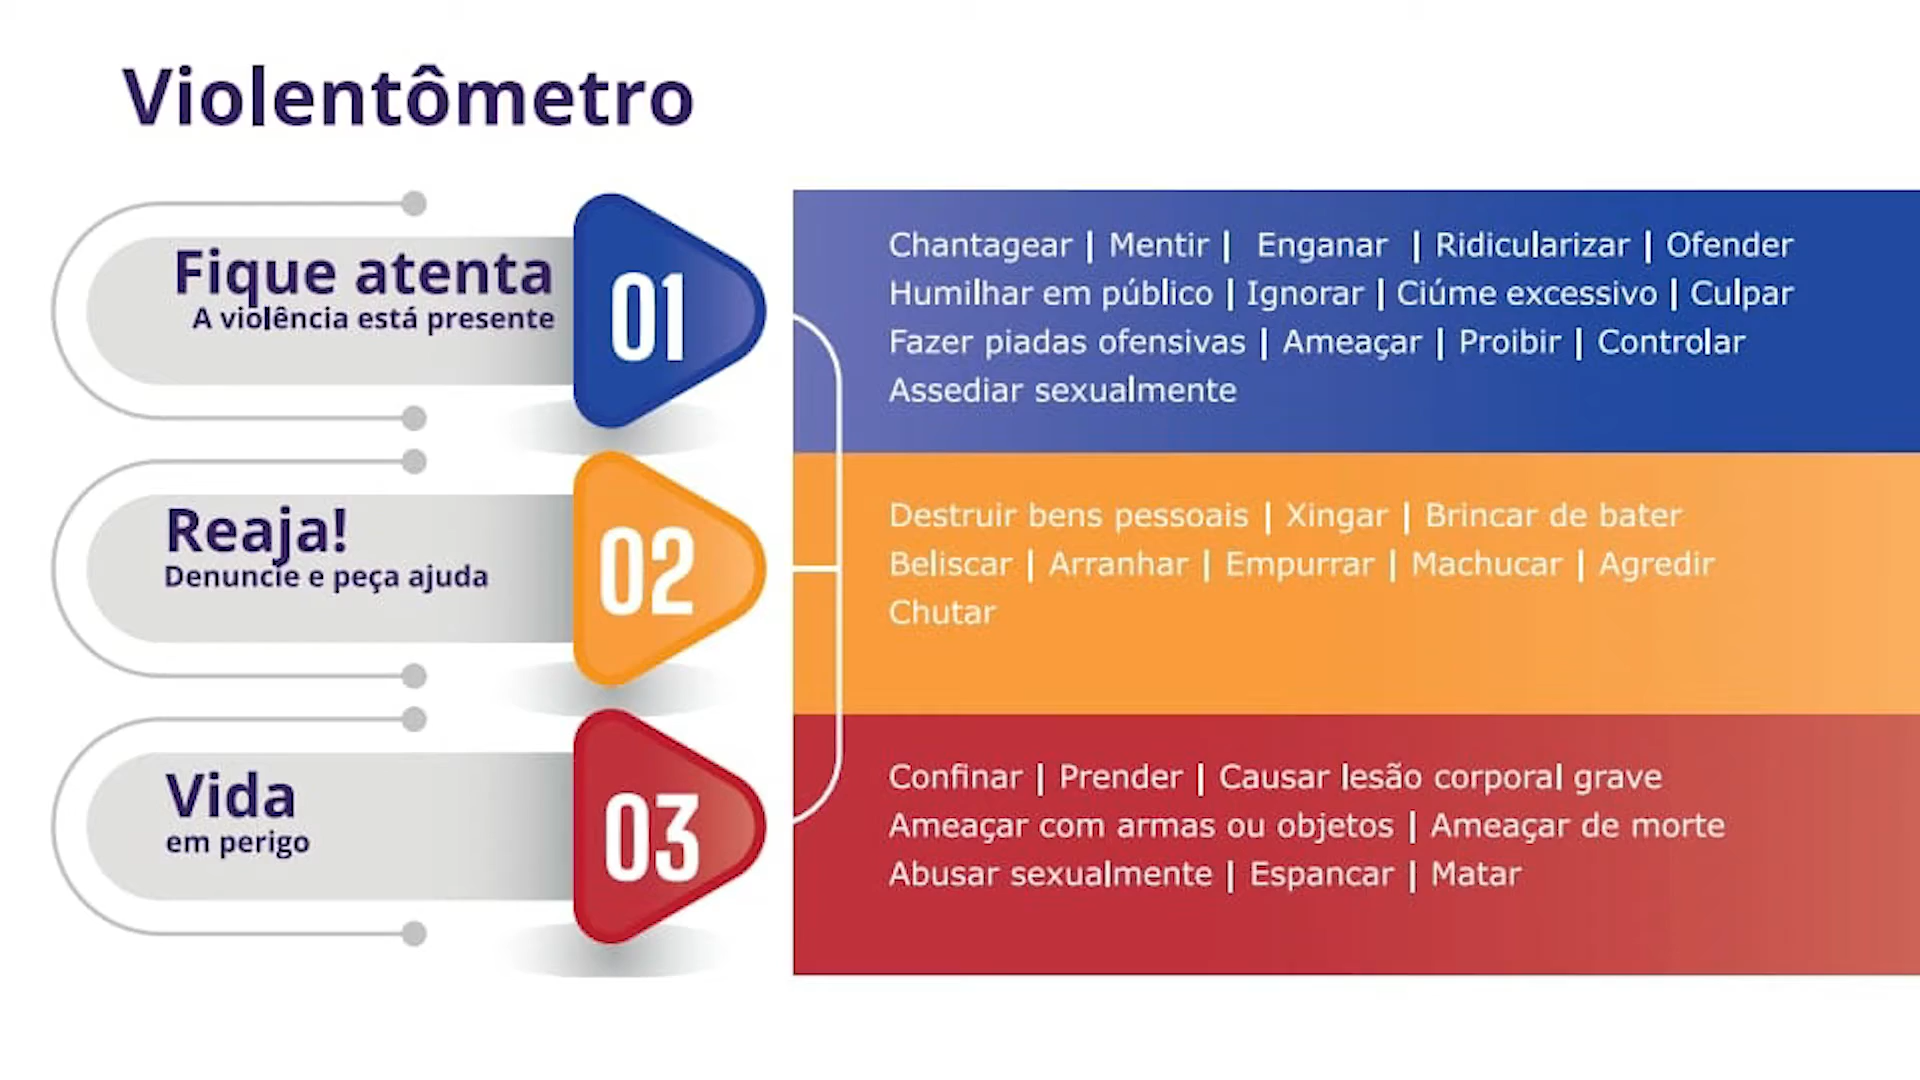 Violentômetro
Fique atenta
A violência está presente
01
Chantagear | Mentir | Enganar | Ridicularizar | Ofender
Humilhar em público | Ignorar | Ciúme excessivo | Culpar
Fazer piadas ofensivas | Ameaçar | Proibir | Controlar
Assediar sexualmente
Reaja!
Denuncie e peça ajuda
02
Destruir bens pessoais | Xingar | Brincar de bater
Beliscar | Arranhar | Empurrar | Machucar | Agredir
Chutar
Vida
em perigo
03
Confinar | Prender | Causar lesão corporal grave
Ameaçar com armas ou objetos | Ameaçar de morte
Abusar sexualmente | Espancar | Matar